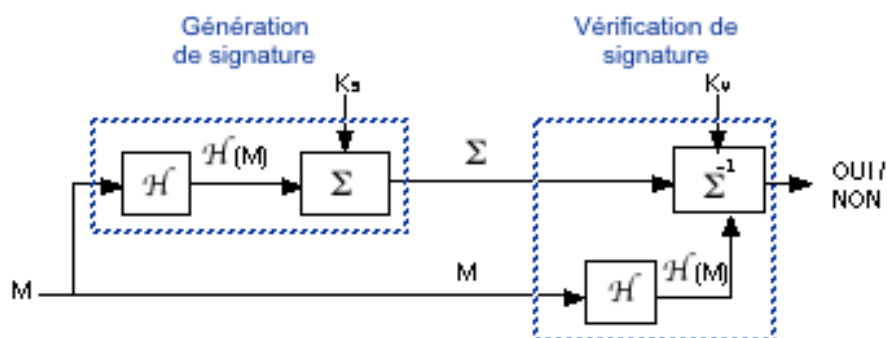 Génération
de signature
Vérification de
signature
Ks
Kv
ℋ
ℋ(M)
Σ
Σ
Σ⁻¹
OUI /
NON
M
M
ℋ
ℋ(M)